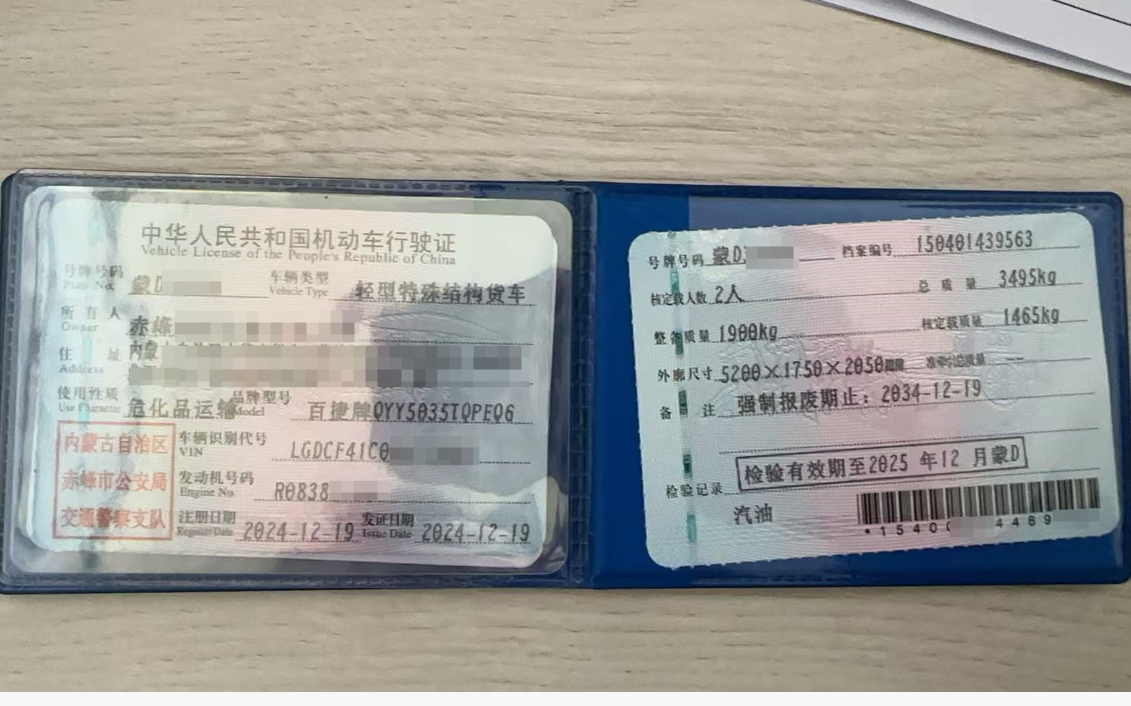 中华人民共和国机动车行驶证
Vehicle License of the People's Republic of China
号牌号码 蒙D 车辆类型 轻型特殊结构货车
Plate No. Vehicle Type
所有人 赤峰
Owner
住址 内蒙
Address
使用性质 危化品运输 品牌型号 百捷牌QYY5035TQPEQ6
Use Character Model
内蒙古自治区
赤峰市公安局
交通警察支队
车辆识别代号 LGDCF41C0
VIN
发动机号码 R0838
Engine No.
注册日期 2024-12-19 发证日期 2024-12-19
Register Date Issue Date
号牌号码 蒙D 档案编号 150401439563
核定载人数 2人 总质量 3495kg
整备质量 1900kg 核定载质量 1465kg
外廓尺寸 5200×1750×2050 准牵引总质量 --
备注 强制报废期止：2034-12-19
检验记录 检验有效期至2025 年12 月蒙D
汽油
*1540 4489